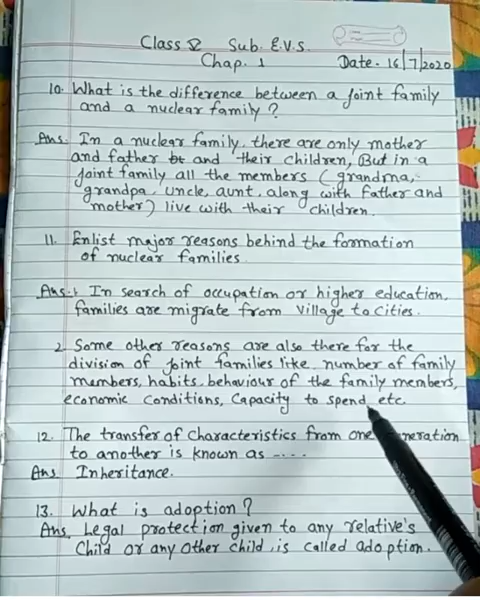 Class V Sub. E.V.S.
Chap. 1 Date. 16/7/2020
10. What is the difference between a joint family
and a nuclear family?
Ans. In a nuclear family, there are only mother
and father and their children, But in a
joint family all the members (grandma,
grandpa, uncle, aunt, along with father and
mother) live with their children.
11. Enlist major reasons behind the formation
of nuclear families.
Ans: 1. In search of occupation or higher education,
families are migrate from village to cities.
2. Some other reasons are also there for the
division of joint families like, number of family
members, habits, behaviour of the family members,
economic conditions, capacity to spend, etc.
12. The transfer of characteristics from one
to another is known as ....
Ans. Inheritance.
13. What is adoption?
Ans. Legal protection given to any relative's
child or any other child, is called adoption.